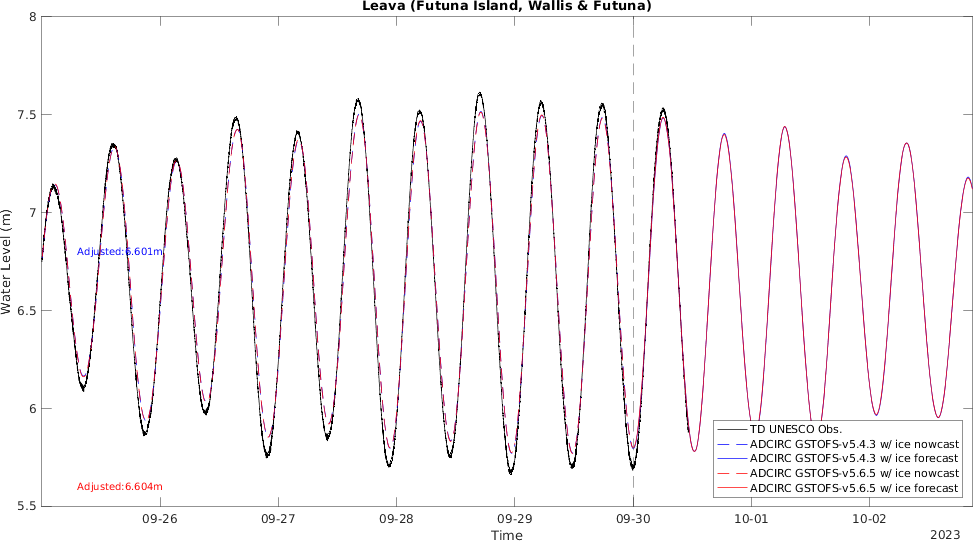 Leava (Futuna Island, Wallis & Futuna)
8
7.5
7
6.5
6
5.5
Water Level (m)
Adjusted:6.601m
Adjusted:6.604m
TD UNESCO Obs.
ADCIRC GSTOFS-v5.4.3 w/ ice nowcast
ADCIRC GSTOFS-v5.4.3 w/ ice forecast
ADCIRC GSTOFS-v5.6.5 w/ ice nowcast
ADCIRC GSTOFS-v5.6.5 w/ ice forecast
09-26 09-27 09-28 09-29 09-30 10-01 10-02
Time
2023